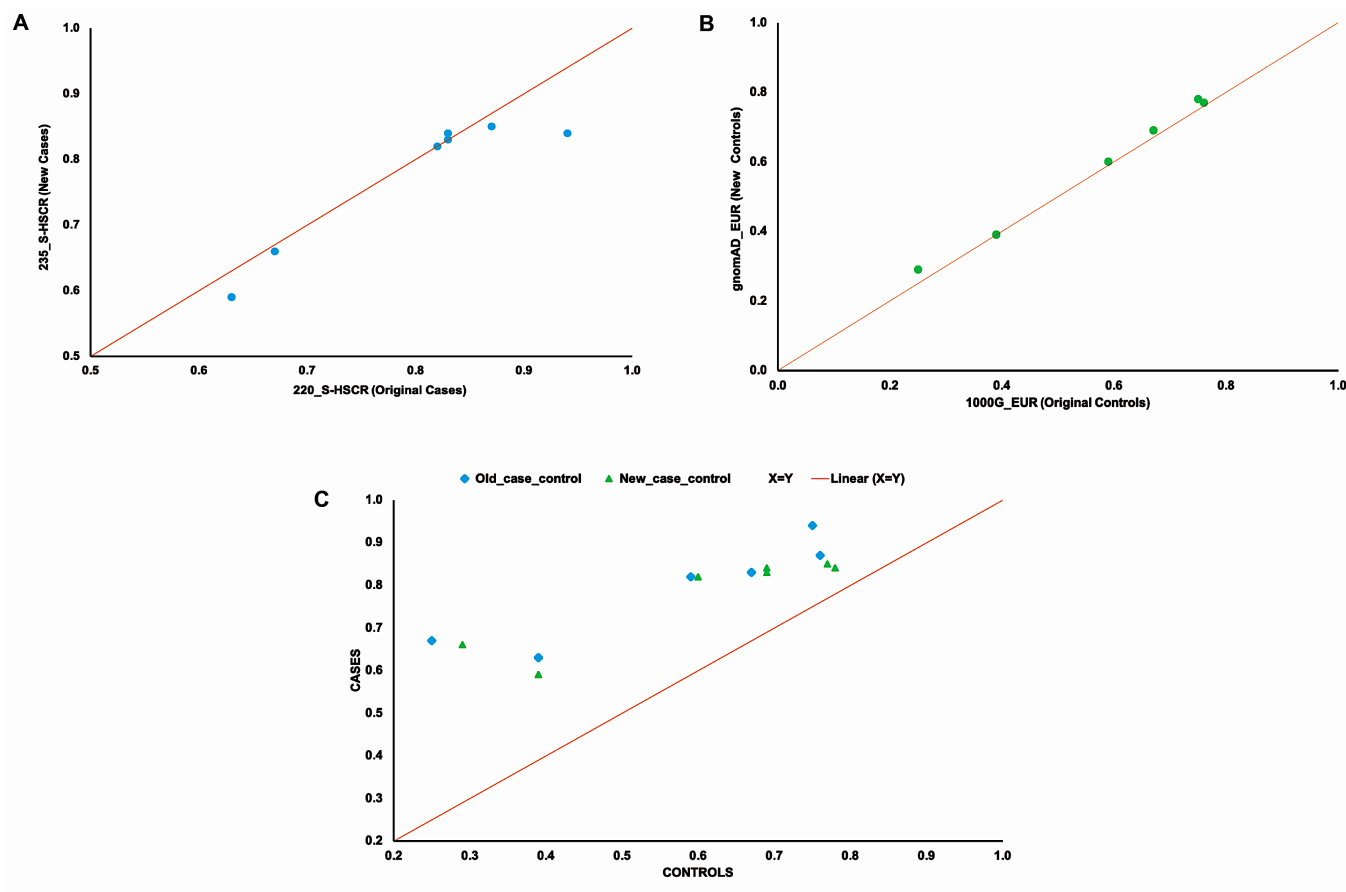 A
1.0
0.9
0.8
0.7
0.6
0.5
0.5 0.6 0.7 0.8 0.9 1.0
235_S-HSCR (New Cases)
220_S-HSCR (Original Cases)
B
1.0
0.8
0.6
0.4
0.2
0.0
0.0 0.2 0.4 0.6 0.8 1.0
gnomAD_EUR (New Controls)
1000G_EUR (Original Controls)
C
Old_case_control New_case_control X=Y Linear (X=Y)
1.0
0.9
0.8
0.7
0.6
0.5
0.4
0.3
0.2
0.2 0.3 0.4 0.5 0.6 0.7 0.8 0.9 1.0
CASES
CONTROLS